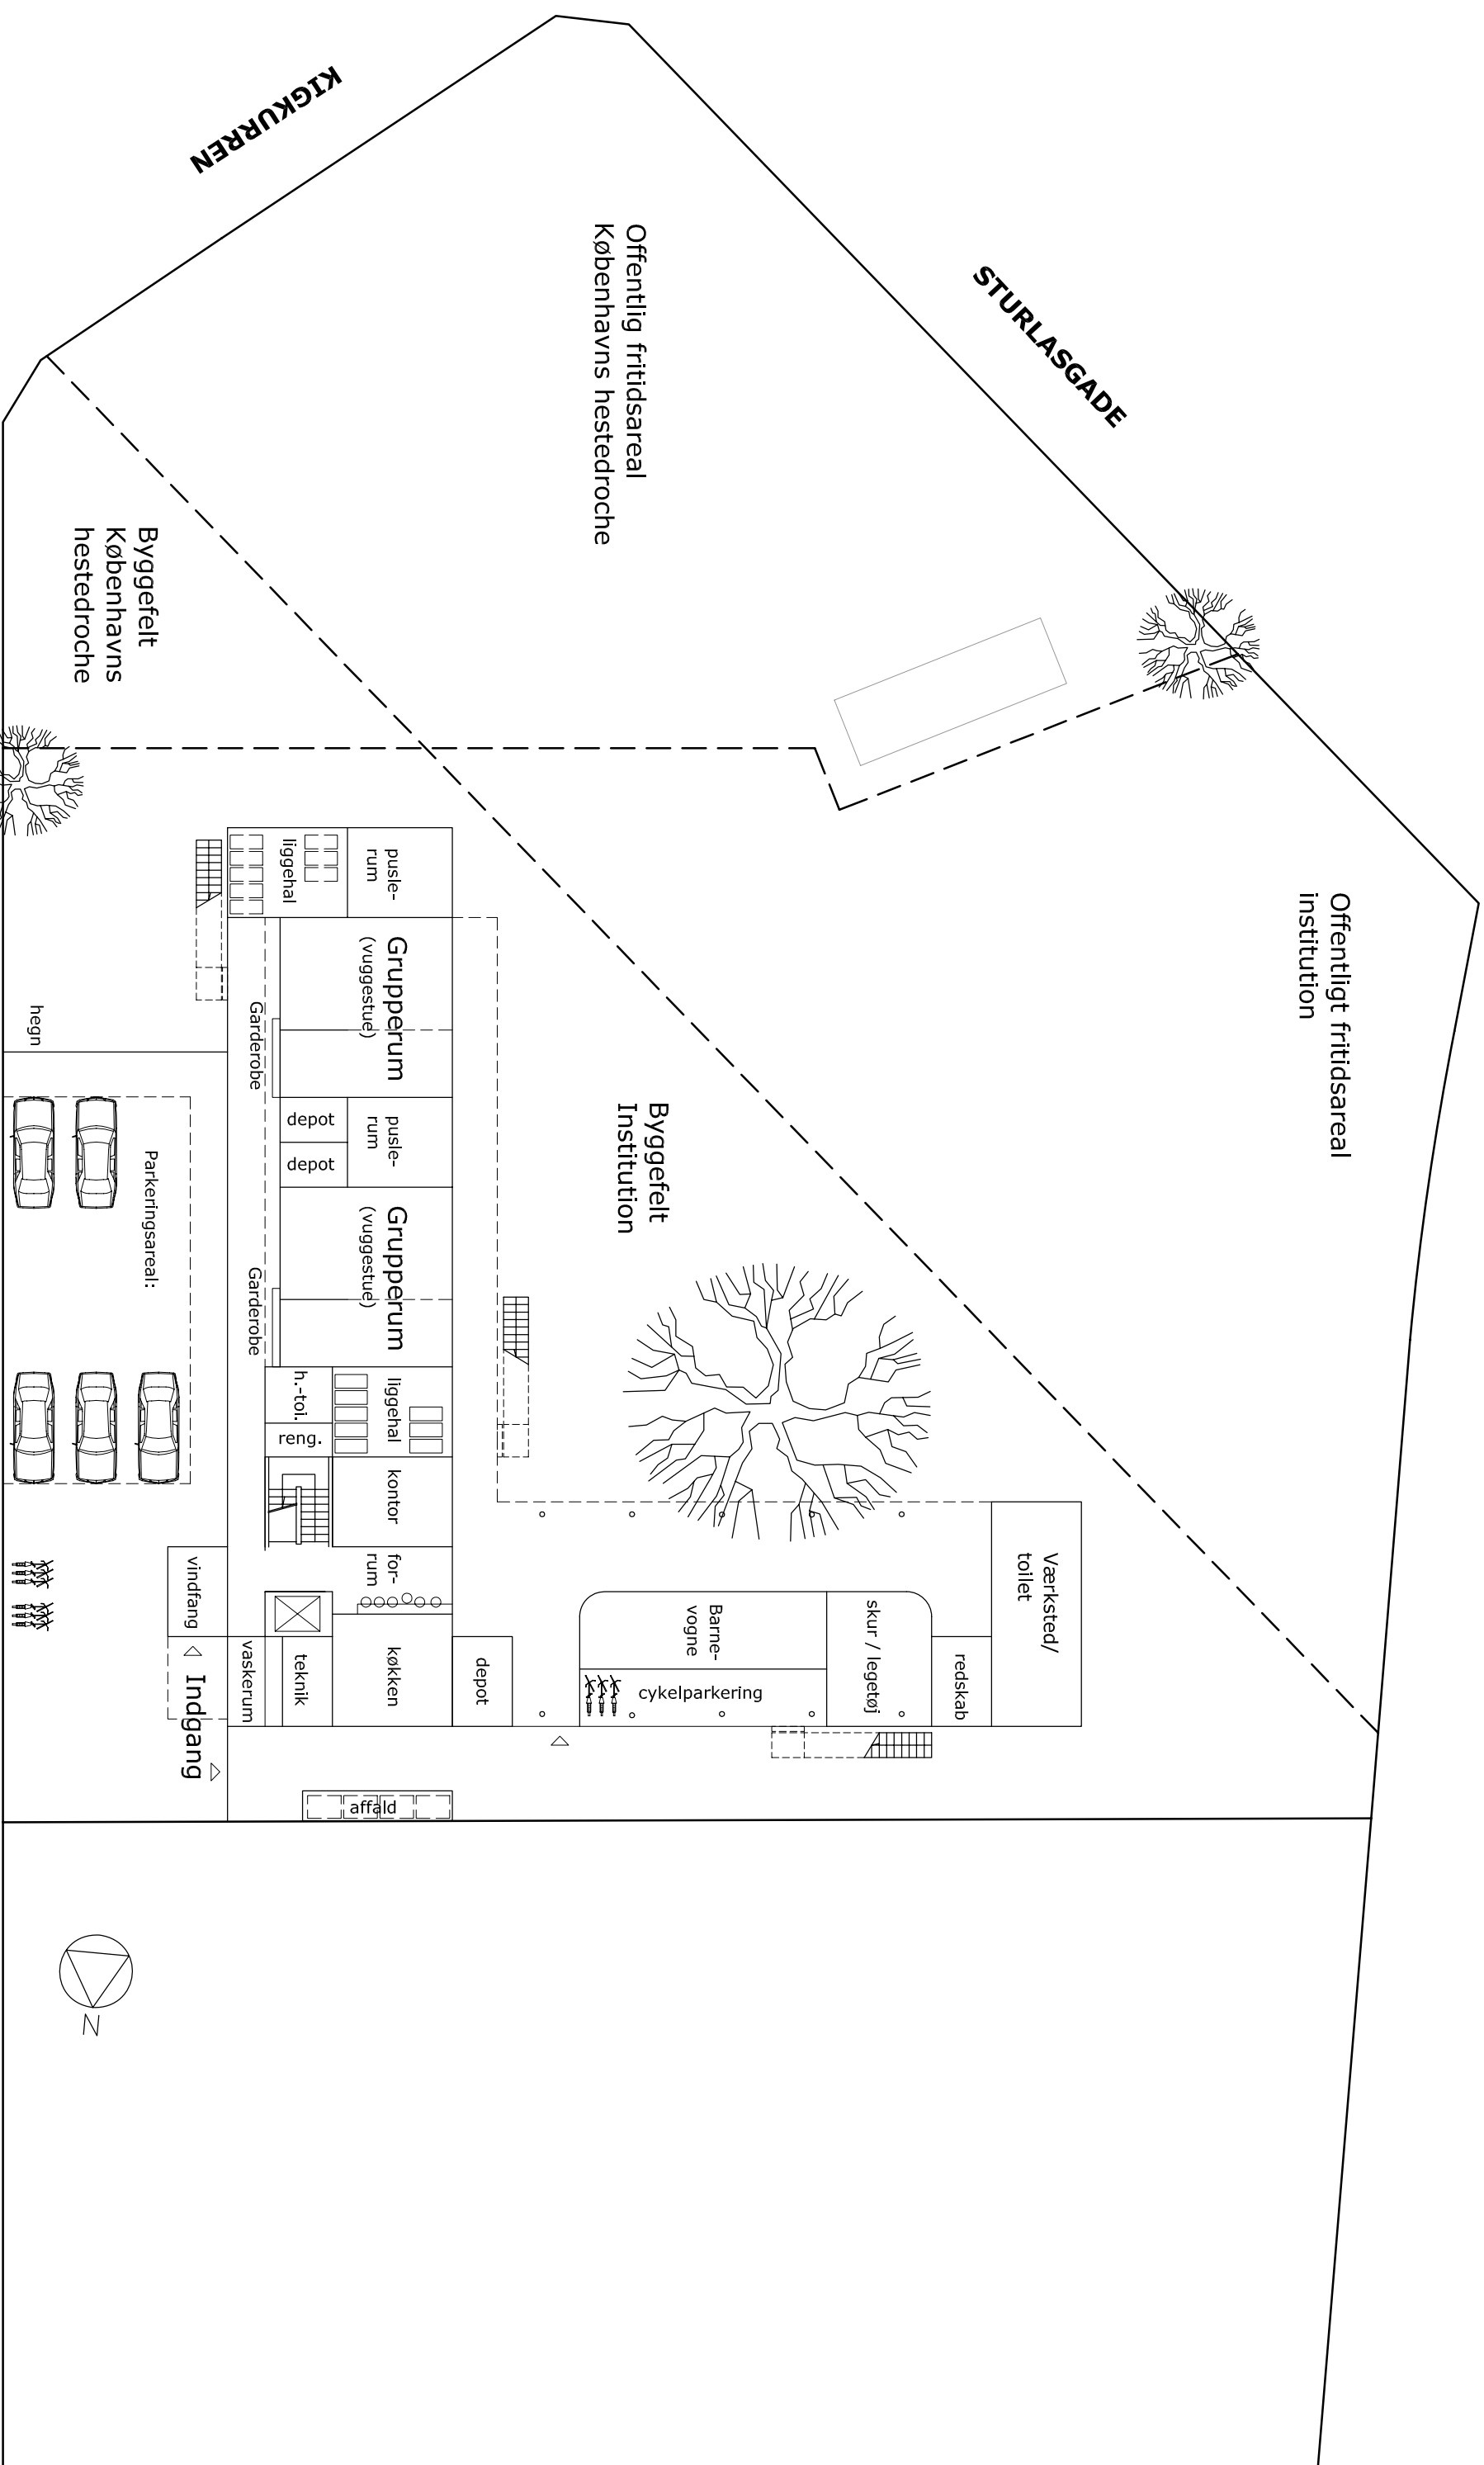 KIGKURREN
STURLASGADE
Offentlig fritidsareal
Københavns hestedroche
Byggefelt
Københavns
hestedroche
Offentligt fritidsareal
institution
Byggefelt
Institution
pusle-
rum
liggehal
Grupperum
(vuggestue)
Garderobe
hegn
depot
depot
pusle-
rum
Parkeringsareal:
Grupperum
(vuggestue)
Garderobe
h.-toi.
reng.
liggehal
kontor
for-
rum
vindfang
Indgang
vaskerum
teknik
køkken
depot
Barne-
vogne
cykelparkering
skur / legetøj
redskab
Værksted/
toilet
affald
N